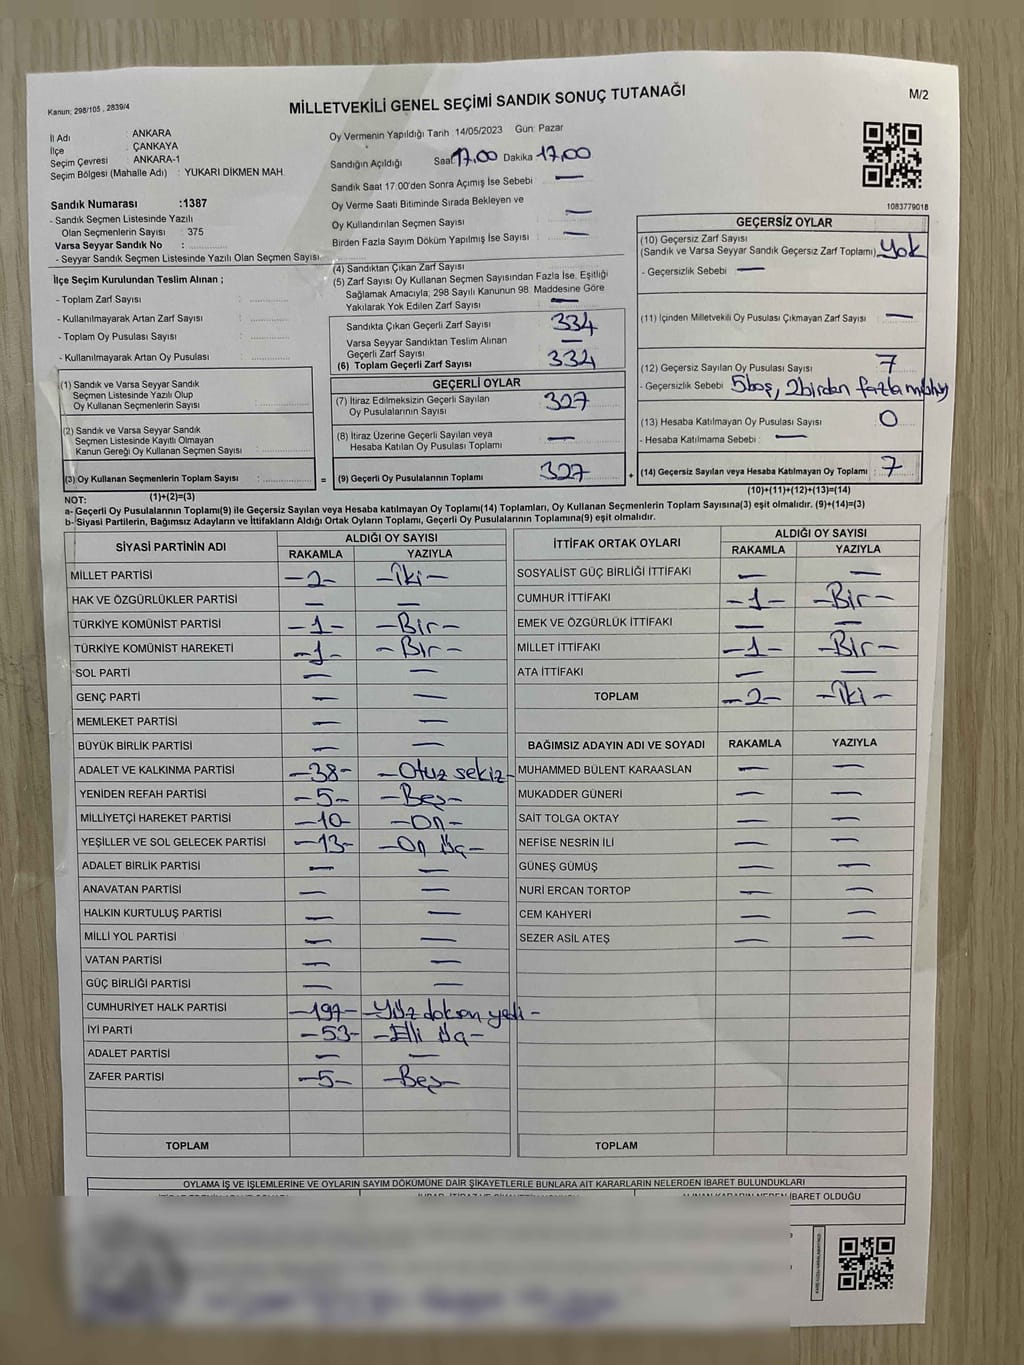 Kanun; 298/105 , 2839/4
MİLLETVEKİLİ GENEL SEÇİMİ SANDIK SONUÇ TUTANAĞI
M/2
İl Adı : ANKARA
İlçe : ÇANKAYA
Seçim Çevresi : ANKARA-1
Seçim Bölgesi (Mahalle Adı) : YUKARI DİKMEN MAH.
Sandık Numarası :1387
- Sandık Seçmen Listesinde Yazılı
Olan Seçmenlerin Sayısı : 375
Varsa Seyyar Sandık No :
- Seyyar Sandık Seçmen Listesinde Yazılı Olan Seçmen Sayısı
İlçe Seçim Kurulundan Teslim Alınan ;
- Toplam Zarf Sayısı :
- Kullanılmayarak Artan Zarf Sayısı :
- Toplam Oy Pusulası Sayısı :
- Kullanılmayarak Artan Oy Pusulası :
Oy Vermenin Yapıldığı Tarih 14/05/2023 Gün: Pazar
Sandığın Açıldığı Saat 17.00 Dakika 17.00
Sandık Saat 17:00'den Sonra Açımış İse Sebebi : —
Oy Verme Saati Bitiminde Sırada Bekleyen ve
Oy Kullandırılan Seçmen Sayısı : —
Birden Fazla Sayım Döküm Yapılmış İse Sayısı : —
(4) Sandıktan Çıkan Zarf Sayısı
(5) Zarf Sayısı Oy Kullanan Seçmen Sayısından Fazla İse, Eşitliği
Sağlamak Amacıyla; 298 Sayılı Kanunun 98. Maddesine Göre
Yakılarak Yok Edilen Zarf Sayısı : —
Sandıkta Çıkan Geçerli Zarf Sayısı 334
Varsa Seyyar Sandıktan Teslim Alınan
Geçerli Zarf Sayısı —
(6) Toplam Geçerli Zarf Sayısı 334
1083779018
GEÇERSİZ OYLAR
(10) Geçersiz Zarf Sayısı
(Sandık ve Varsa Seyyar Sandık Geçersiz Zarf Toplamı) Yok
- Geçersizlik Sebebi : —
(11) İçinden Milletvekili Oy Pusulası Çıkmayan Zarf Sayısı : —
(12) Geçersiz Sayılan Oy Pusulası Sayısı : 7
- Geçersizlik Sebebi : 5 boş, 2 birden fazla mühür
(13) Hesaba Katılmayan Oy Pusulası Sayısı : 0
- Hesaba Katılmama Sebebi : —
(14) Geçersiz Sayılan veya Hesaba Katılmayan Oy Toplamı : 7
(10)+(11)+(12)+(13)=(14)
(1) Sandık ve Varsa Seyyar Sandık
Seçmen Listesinde Yazılı Olup
Oy Kullanan Seçmenlerin Sayısı :
(2) Sandık ve Varsa Seyyar Sandık
Seçmen Listesinde Kayıtlı Olmayan
Kanun Gereği Oy Kullanan Seçmen Sayısı :
(3) Oy Kullanan Seçmenlerin Toplam Sayısı : =
(1)+(2)=(3)
GEÇERLİ OYLAR
(7) İtiraz Edilmeksizin Geçerli Sayılan
Oy Pusulalarının Sayısı : 327
(8) İtiraz Üzerine Geçerli Sayılan veya
Hesaba Katılan Oy Pusulası Toplamı : —
(9) Geçerli Oy Pusulalarının Toplamı : 327 +
NOT:
a- Geçerli Oy Pusulalarının Toplamı(9) ile Geçersiz Sayılan veya Hesaba katılmayan Oy Toplamı(14) Toplamları, Oy Kullanan Seçmenlerin Toplam Sayısına(3) eşit olmalıdır. (9)+(14)=(3)
b- Siyasi Partilerin, Bağımsız Adayların ve İttifakların Aldığı Ortak Oyların Toplamı, Geçerli Oy Pusulalarının Toplamına(9) eşit olmalıdır.
SİYASİ PARTİNİN ADI ALDIĞI OY SAYISI
RAKAMLA YAZIYLA
MİLLET PARTİSİ —2— —İki—
HAK VE ÖZGÜRLÜKLER PARTİSİ — —
TÜRKİYE KOMÜNİST PARTİSİ —1— —Bir—
TÜRKİYE KOMÜNİST HAREKETİ —1— —Bir—
SOL PARTİ — —
GENÇ PARTİ — —
MEMLEKET PARTİSİ — —
BÜYÜK BİRLİK PARTİSİ — —
ADALET VE KALKINMA PARTİSİ —38— —Otuz sekiz—
YENİDEN REFAH PARTİSİ —5— —Beş—
MİLLİYETÇİ HAREKET PARTİSİ —10— —On—
YEŞİLLER VE SOL GELECEK PARTİSİ —13— —On üç—
ADALET BİRLİK PARTİSİ — —
ANAVATAN PARTİSİ — —
HALKIN KURTULUŞ PARTİSİ — —
MİLLİ YOL PARTİSİ — —
VATAN PARTİSİ — —
GÜÇ BİRLİĞİ PARTİSİ — —
CUMHURİYET HALK PARTİSİ —197— —Yüz doksan yedi—
İYİ PARTİ —53— —Elli üç—
ADALET PARTİSİ — —
ZAFER PARTİSİ —5— —Beş—
TOPLAM
İTTİFAK ORTAK OYLARI ALDIĞI OY SAYISI
RAKAMLA YAZIYLA
SOSYALİST GÜÇ BİRLİĞİ İTTİFAKI — —
CUMHUR İTTİFAKI —1— —Bir—
EMEK VE ÖZGÜRLÜK İTTİFAKI — —
MİLLET İTTİFAKI —1— —Bir—
ATA İTTİFAKI — —
TOPLAM —2— —İki—
BAĞIMSIZ ADAYIN ADI VE SOYADI RAKAMLA YAZIYLA
MUHAMMED BÜLENT KARAASLAN — —
MUKADDER GÜNERİ — —
SAİT TOLGA OKTAY — —
NEFİSE NESRİN İLİ — —
GÜNEŞ GÜMÜŞ — —
NURİ ERCAN TORTOP — —
CEM KAHYERİ — —
SEZER ASİL ATEŞ — —
TOPLAM
OYLAMA İŞ VE İŞLEMLERİNE VE OYLARIN SAYIM DÖKÜMÜNE DAİR ŞİKAYETLERLE BUNLARA AİT KARARLARIN NELERDEN İBARET BULUNDUKLARI
İBARET OLDUĞU